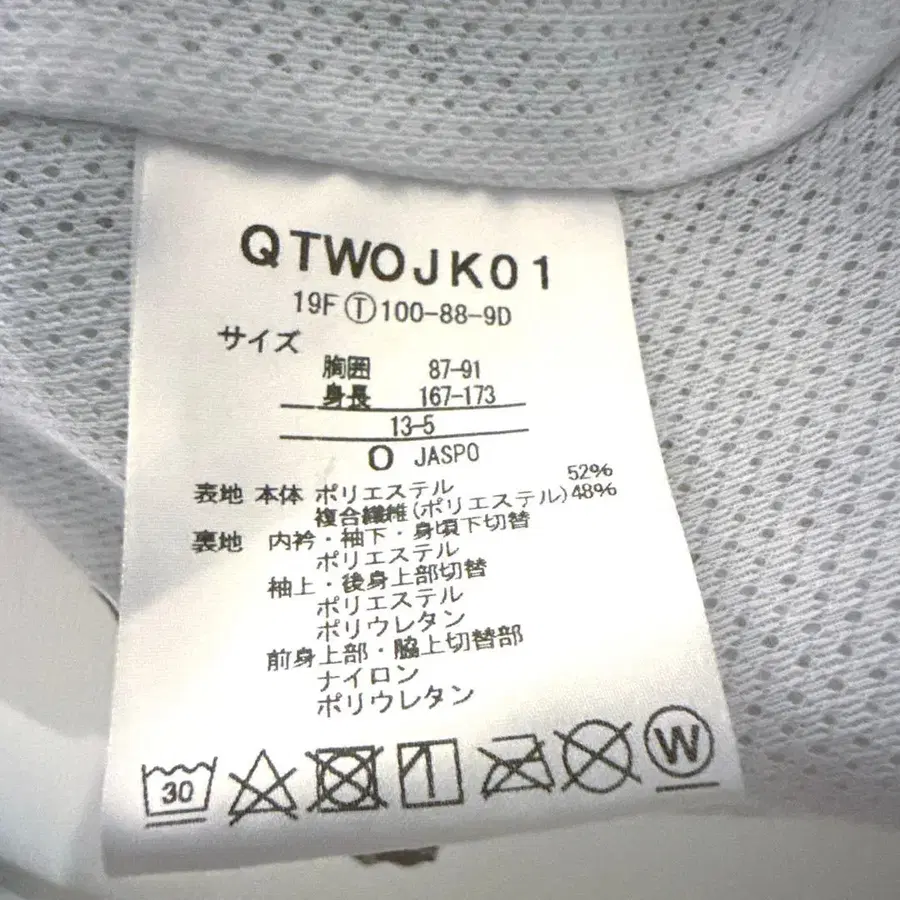 QTWOJK01
19F Ⓣ 100-88-9D
サイズ
胸囲 87-91
身長 167-173
13-5
O JASPO
表地 本体 ポリエステル 52%
複合繊維(ポリエステル)48%
裏地 内衿・袖下・身頃下切替
ポリエステル
袖上・後身上部切替
ポリエステル
ポリウレタン
前身上部・脇上切替部
ナイロン
ポリウレタン
30 W